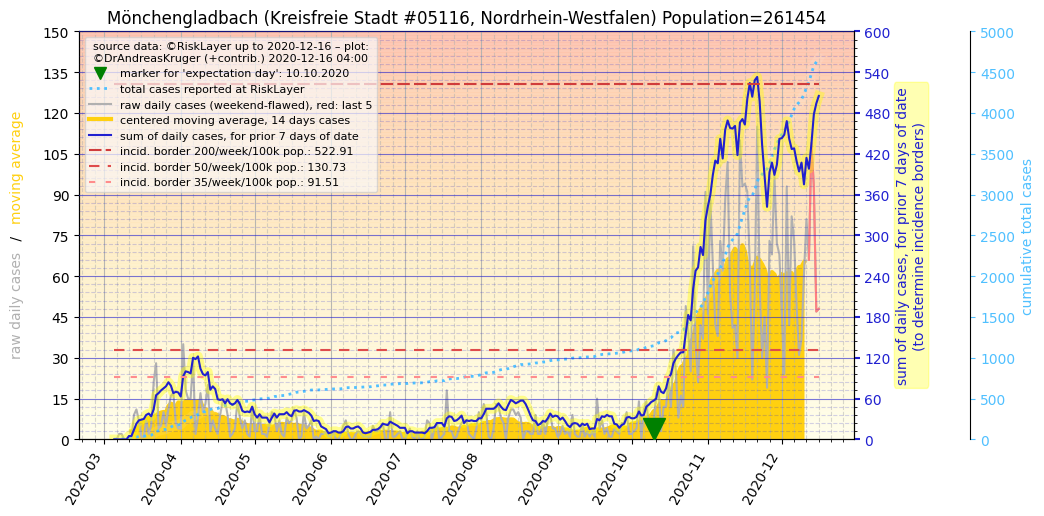 Mönchengladbach (Kreisfreie Stadt #05116, Nordrhein-Westfalen) Population=261454
source data: ©RiskLayer up to 2020-12-16 – plot:
©DrAndreasKruger (+contrib.) 2020-12-16 04:00
marker for 'expectation day': 10.10.2020
total cases reported at RiskLayer
raw daily cases (weekend-flawed), red: last 5
centered moving average, 14 days cases
sum of daily cases, for prior 7 days of date
incid. border 200/week/100k pop.: 522.91
incid. border 50/week/100k pop.: 130.73
incid. border 35/week/100k pop.: 91.51
raw daily cases / moving average
150
135
120
105
90
75
60
45
30
15
0
2020-03
2020-04
2020-05
2020-06
2020-07
2020-08
2020-09
2020-10
2020-11
2020-12
600
540
480
420
360
300
240
180
120
60
0
sum of daily cases, for prior 7 days of date
(to determine incidence borders)
5000
4500
4000
3500
3000
2500
2000
1500
1000
500
0
cumulative total cases